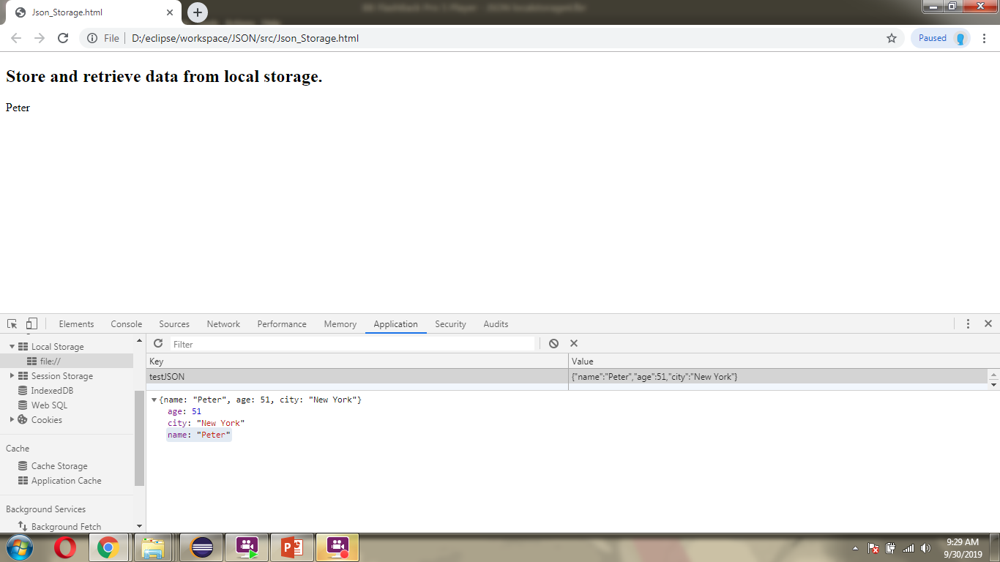 Json_Storage.html
File D:/eclipse/workspace/JSON/src/Json_Storage.html Paused
Store and retrieve data from local storage.
Peter
Elements Console Sources Network Performance Memory Application Security Audits
Local Storage
file://
Session Storage
IndexedDB
Web SQL
Cookies
Cache
Cache Storage
Application Cache
Background Services
Background Fetch
Filter
Key Value
testJSON {"name":"Peter","age":51,"city":"New York"}
{name: "Peter", age: 51, city: "New York"}
age: 51
city: "New York"
name: "Peter"
9:29 AM
9/30/2019